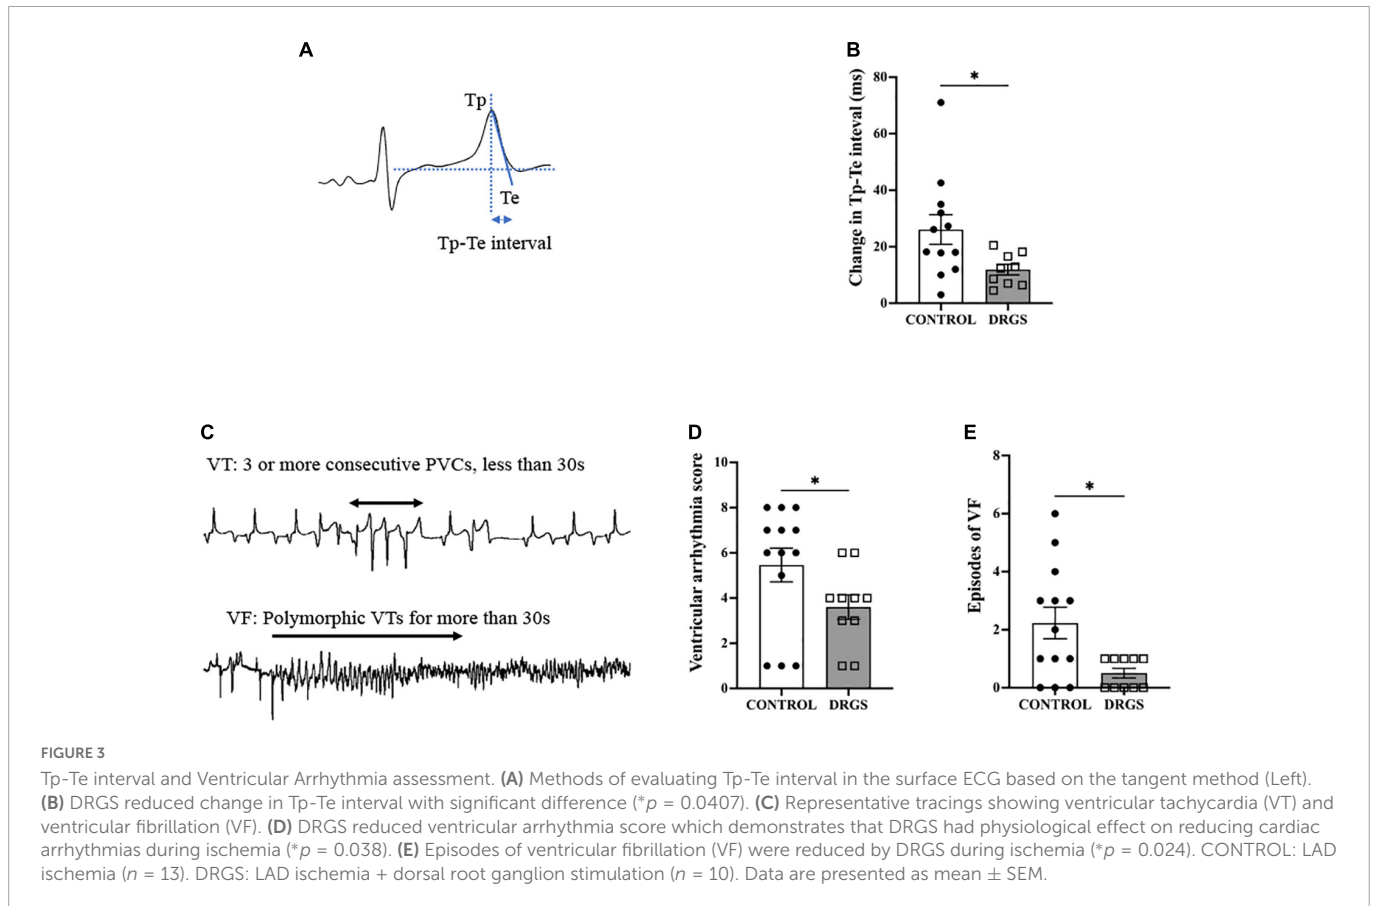 A
Tp
Te
Tp-Te interval
B
*
Change in Tp-Te inteval (ms)
80
60
40
20
0
CONTROL DRGS
C
VT: 3 or more consecutive PVCs, less than 30s
VF: Polymorphic VTs for more than 30s
D
*
Ventricular arrhythmia score
10
8
6
4
2
0
CONTROL DRGS
E
*
Episodes of VF
8
6
4
2
0
CONTROL DRGS
FIGURE 3
Tp-Te interval and Ventricular Arrhythmia assessment. (A) Methods of evaluating Tp-Te interval in the surface ECG based on the tangent method (Left).
(B) DRGS reduced change in Tp-Te interval with significant difference (*p = 0.0407). (C) Representative tracings showing ventricular tachycardia (VT) and
ventricular fibrillation (VF). (D) DRGS reduced ventricular arrhythmia score which demonstrates that DRGS had physiological effect on reducing cardiac
arrhythmias during ischemia (*p = 0.038). (E) Episodes of ventricular fibrillation (VF) were reduced by DRGS during ischemia (*p = 0.024). CONTROL: LAD
ischemia (n = 13). DRGS: LAD ischemia + dorsal root ganglion stimulation (n = 10). Data are presented as mean ± SEM.